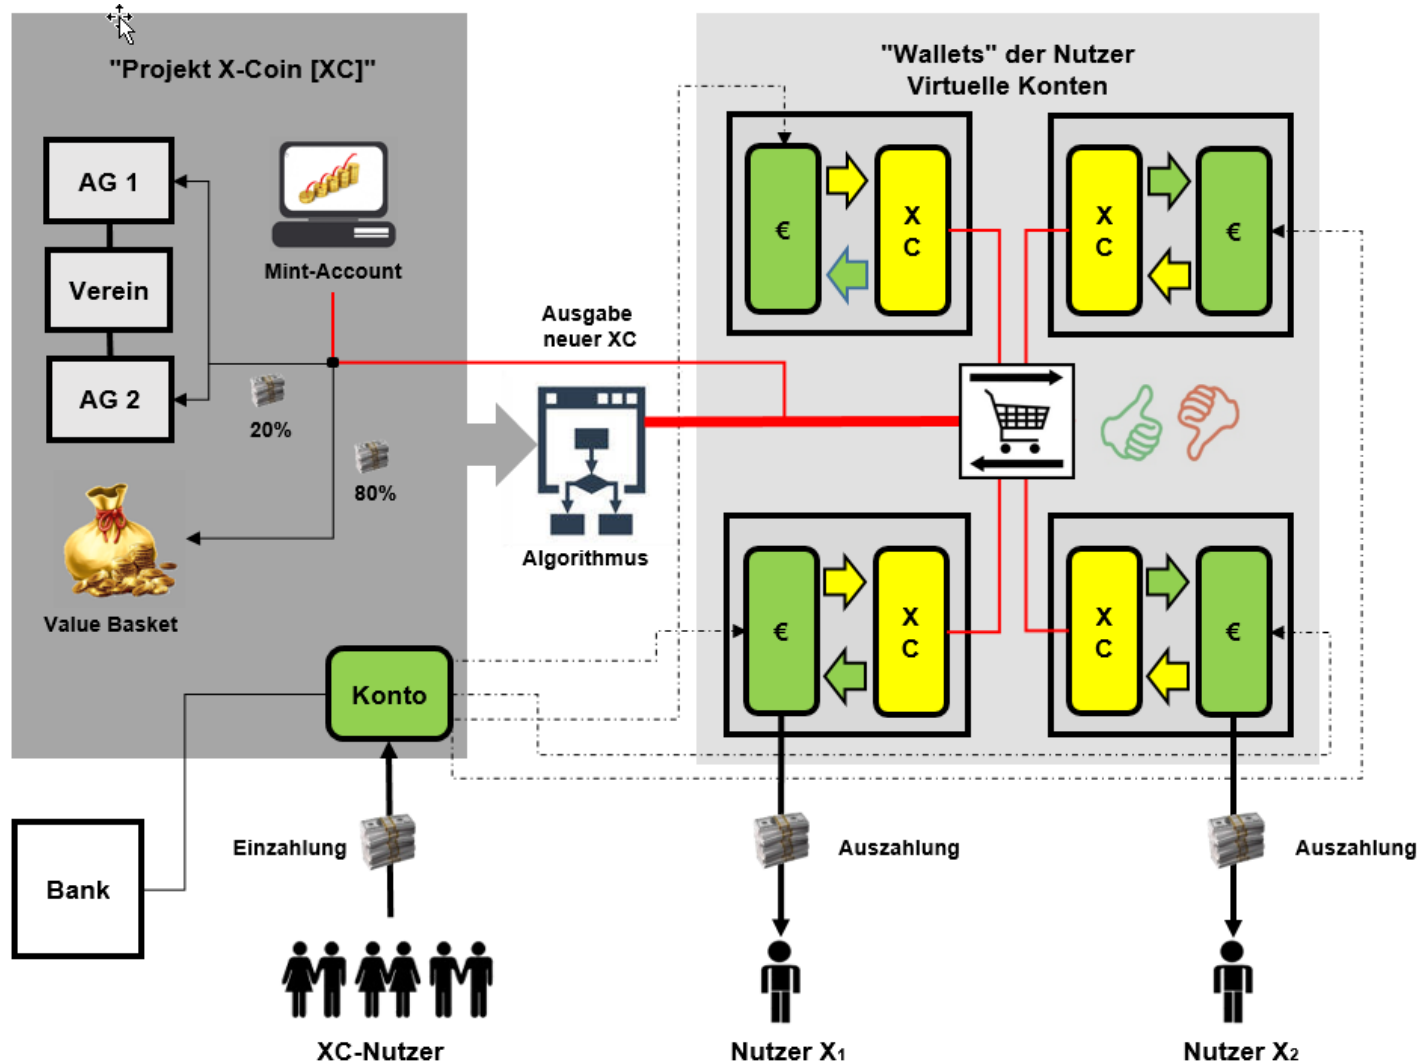 "Projekt X-Coin [XC]"
"Wallets" der Nutzer
Virtuelle Konten
AG 1
Verein
AG 2
Mint-Account
20%
80%
Value Basket
Ausgabe
neuer XC
Algorithmus
€
X
C
X
C
€
€
X
C
X
C
€
Konto
Bank
Einzahlung
Auszahlung
Auszahlung
XC-Nutzer
Nutzer X1
Nutzer X2